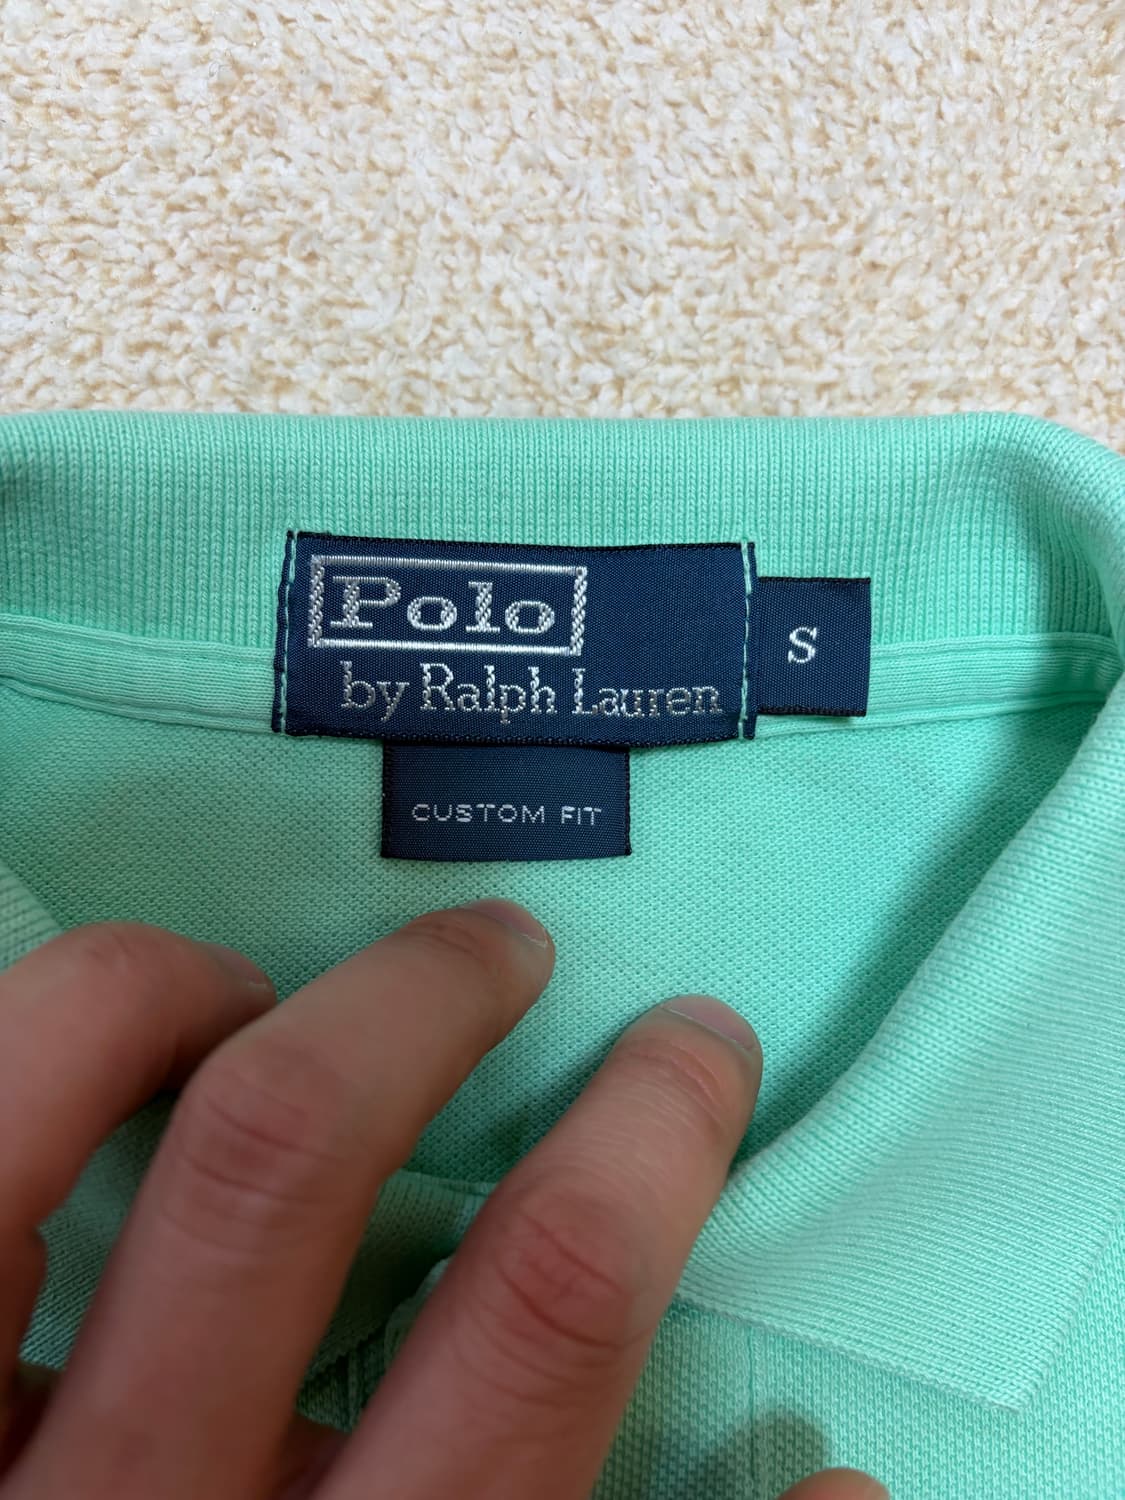 Polo
by Ralph Lauren
S
CUSTOM FIT